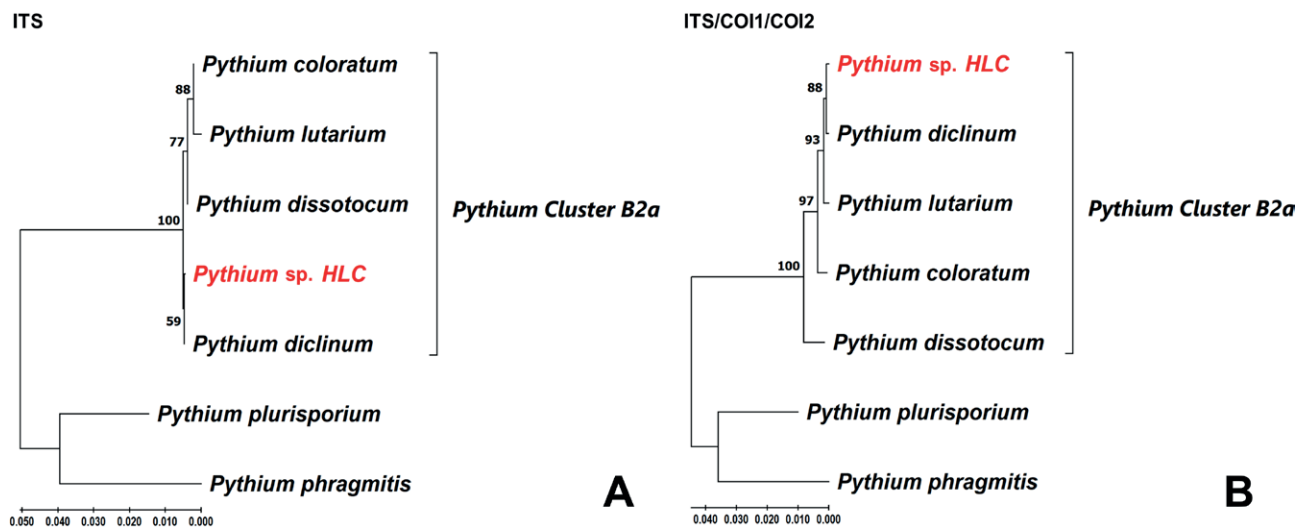 ITS
Pythium coloratum
88
Pythium lutarium
77
Pythium dissotocum
100
Pythium Cluster B2a
Pythium sp. HLC
59
Pythium diclinum
Pythium plurisporium
Pythium phragmitis
A
0.050 0.040 0.030 0.020 0.010 0.000
ITS/COI1/COI2
Pythium sp. HLC
88
Pythium diclinum
93
Pythium lutarium
97
Pythium Cluster B2a
Pythium coloratum
100
Pythium dissotocum
Pythium plurisporium
Pythium phragmitis
B
0.040 0.030 0.020 0.010 0.000